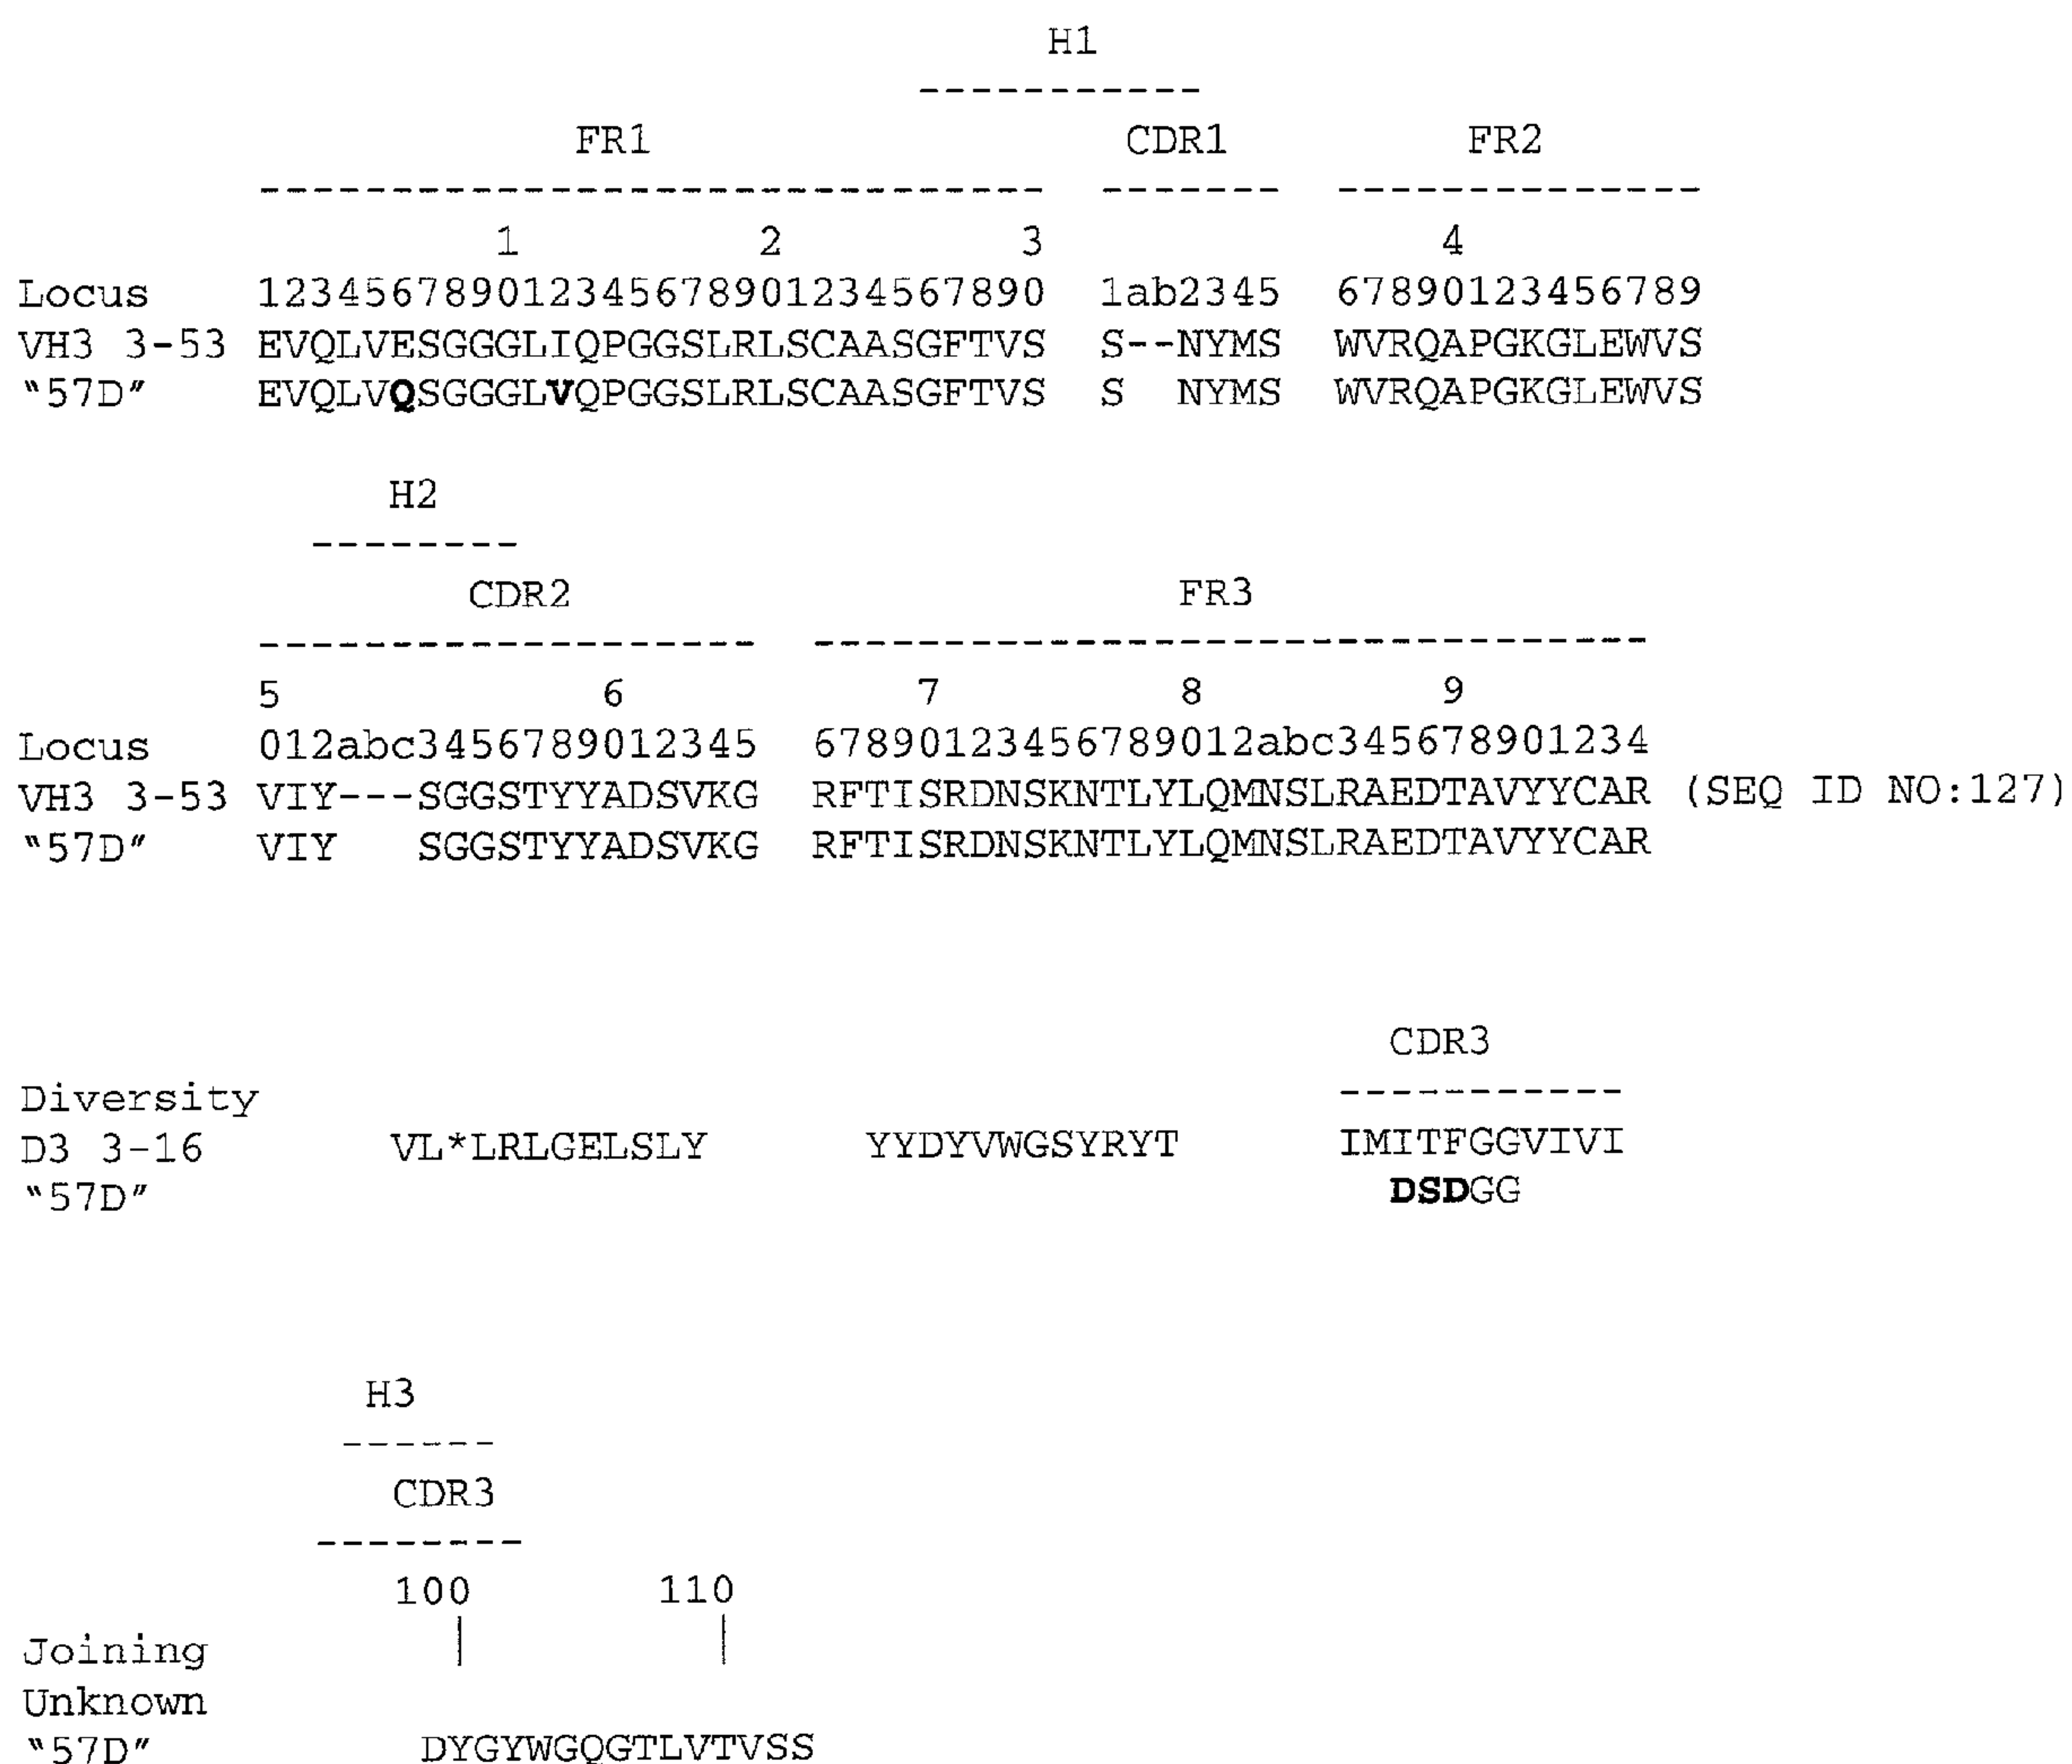 H1
-----------
FR1 CDR1 FR2
------------------------------ ------- --------------
1 2 3 4
Locus 123456789012345678901234567890 1ab2345 67890123456789
VH3 3-53 EVQLVESGGGLIQPGGSLRLSCAASGFTVS S--NYMS WVRQAPGKGLEWVS
"57D" EVQLVQSGGGLVQPGGSLRLSCAASGFTVS S NYMS WVRQAPGKGLEWVS
H2
--------
CDR2 FR3
------------------- --------------------------------
5 6 7 8 9
Locus 012abc3456789012345 67890123456789012abc345678901234
VH3 3-53 VIY---SGGSTYYADSVKG RFTISRDNSKNTLYLQMNSLRAEDTAVYYCAR (SEQ ID NO:127)
"57D" VIY SGGSTYYADSVKG RFTISRDNSKNTLYLQMNSLRAEDTAVYYCAR
CDR3
Diversity -----------
D3 3-16 VL*LRLGELSLY YYDYVWGSYRYT IMITFGGVIVI
"57D" DSDGG
H3
------
CDR3
--------
100 110
Joining | |
Unknown
"57D" DYGYWGQGTLVTVSS